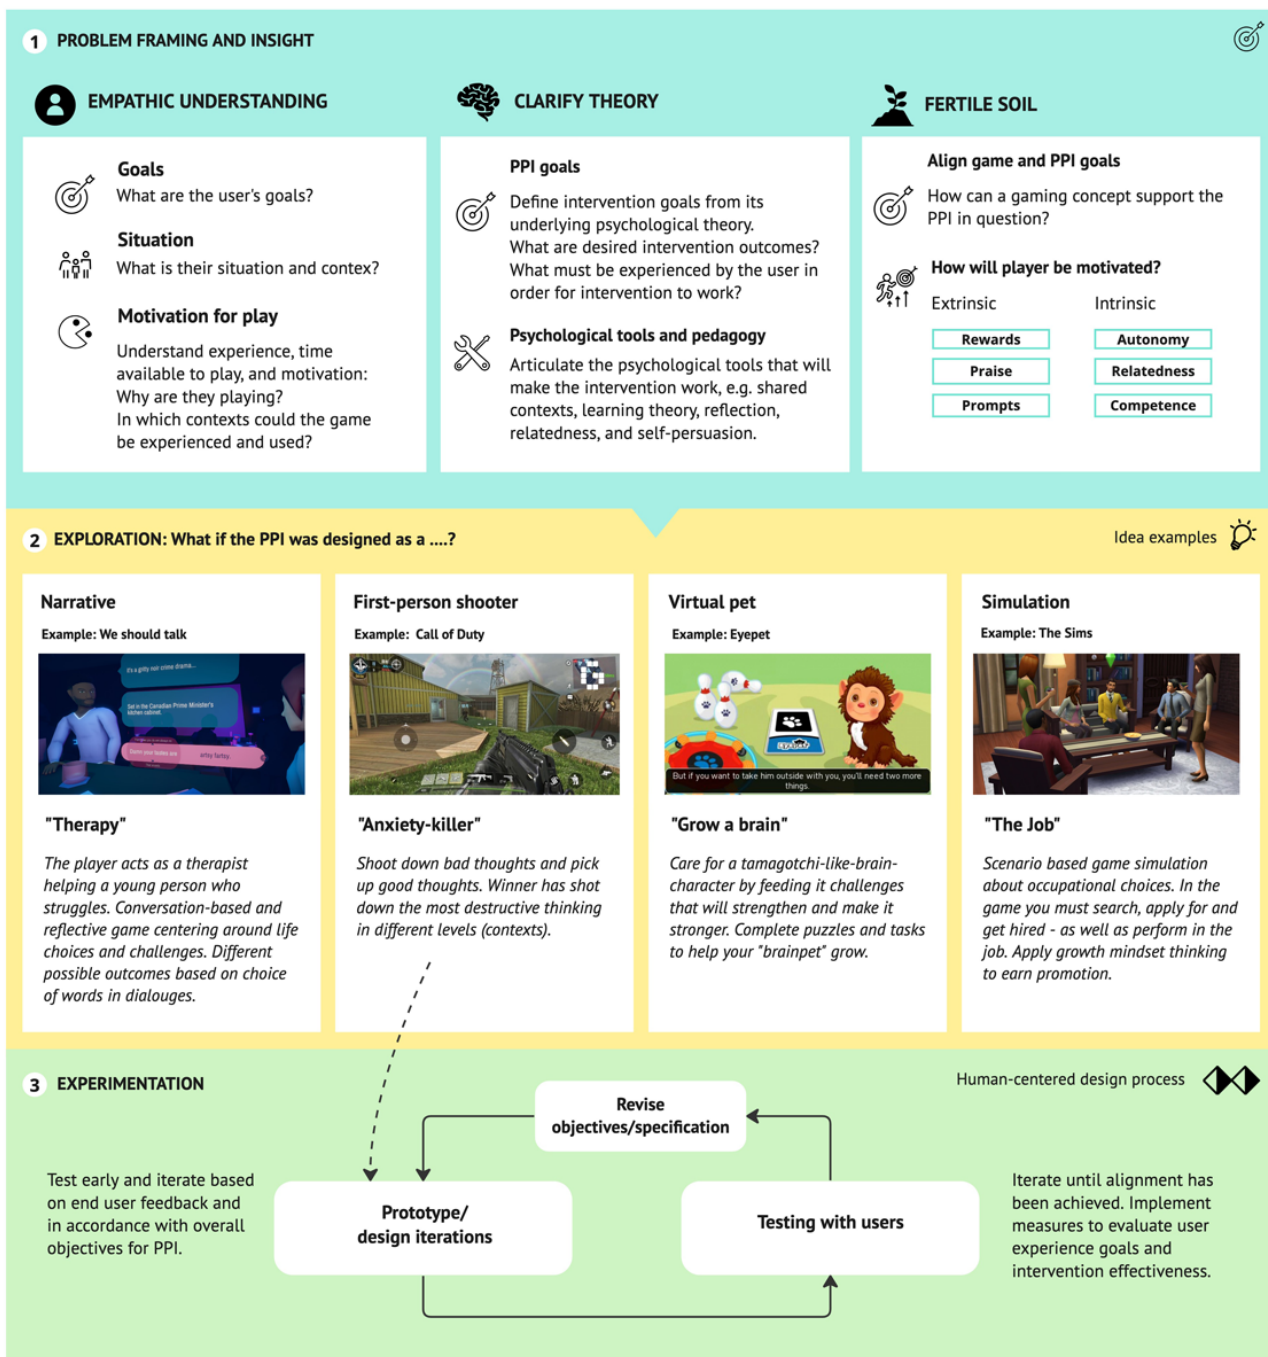 1 PROBLEM FRAMING AND INSIGHT
EMPATHIC UNDERSTANDING
Goals
What are the user's goals?
Situation
What is their situation and contex?
Motivation for play
Understand experience, time
available to play, and motivation:
Why are they playing?
In which contexts could the game
be experienced and used?
CLARIFY THEORY
PPI goals
Define intervention goals from its
underlying psychological theory.
What are desired intervention outcomes?
What must be experienced by the user in
order for intervention to work?
Psychological tools and pedagogy
Articulate the psychological tools that will
make the intervention work, e.g. shared
contexts, learning theory, reflection,
relatedness, and self-persuasion.
FERTILE SOIL
Align game and PPI goals
How can a gaming concept support the
PPI in question?
How will player be motivated?
Extrinsic
Rewards
Praise
Prompts
Intrinsic
Autonomy
Relatedness
Competence
2 EXPLORATION: What if the PPI was designed as a ....?
Idea examples
Narrative
Example: We should talk
It's a gritty noir crime drama...
Set in the Canadian Prime Minister's
kitchen cabinet.
artsy fartsy.
"Therapy"
The player acts as a therapist
helping a young person who
struggles. Conversation-based and
reflective game centering around life
choices and challenges. Different
possible outcomes based on choice
of words in dialouges.
First-person shooter
Example: Call of Duty
"Anxiety-killer"
Shoot down bad thoughts and pick
up good thoughts. Winner has shot
down the most destructive thinking
in different levels (contexts).
Virtual pet
Example: Eyepet
But if you want to take him outside with you, you'll need two more
things.
"Grow a brain"
Care for a tamagotchi-like-brain-
character by feeding it challenges
that will strengthen and make it
stronger. Complete puzzles and tasks
to help your "brainpet" grow.
Simulation
Example: The Sims
"The Job"
Scenario based game simulation
about occupational choices. In the
game you must search, apply for and
get hired - as well as perform in the
job. Apply growth mindset thinking
to earn promotion.
3 EXPERIMENTATION
Human-centered design process
Test early and iterate based
on end user feedback and
in accordance with overall
objectives for PPI.
Revise
objectives/specification
Prototype/
design iterations
Testing with users
Iterate until alignment has
been achieved. Implement
measures to evaluate user
experience goals and
intervention effectiveness.